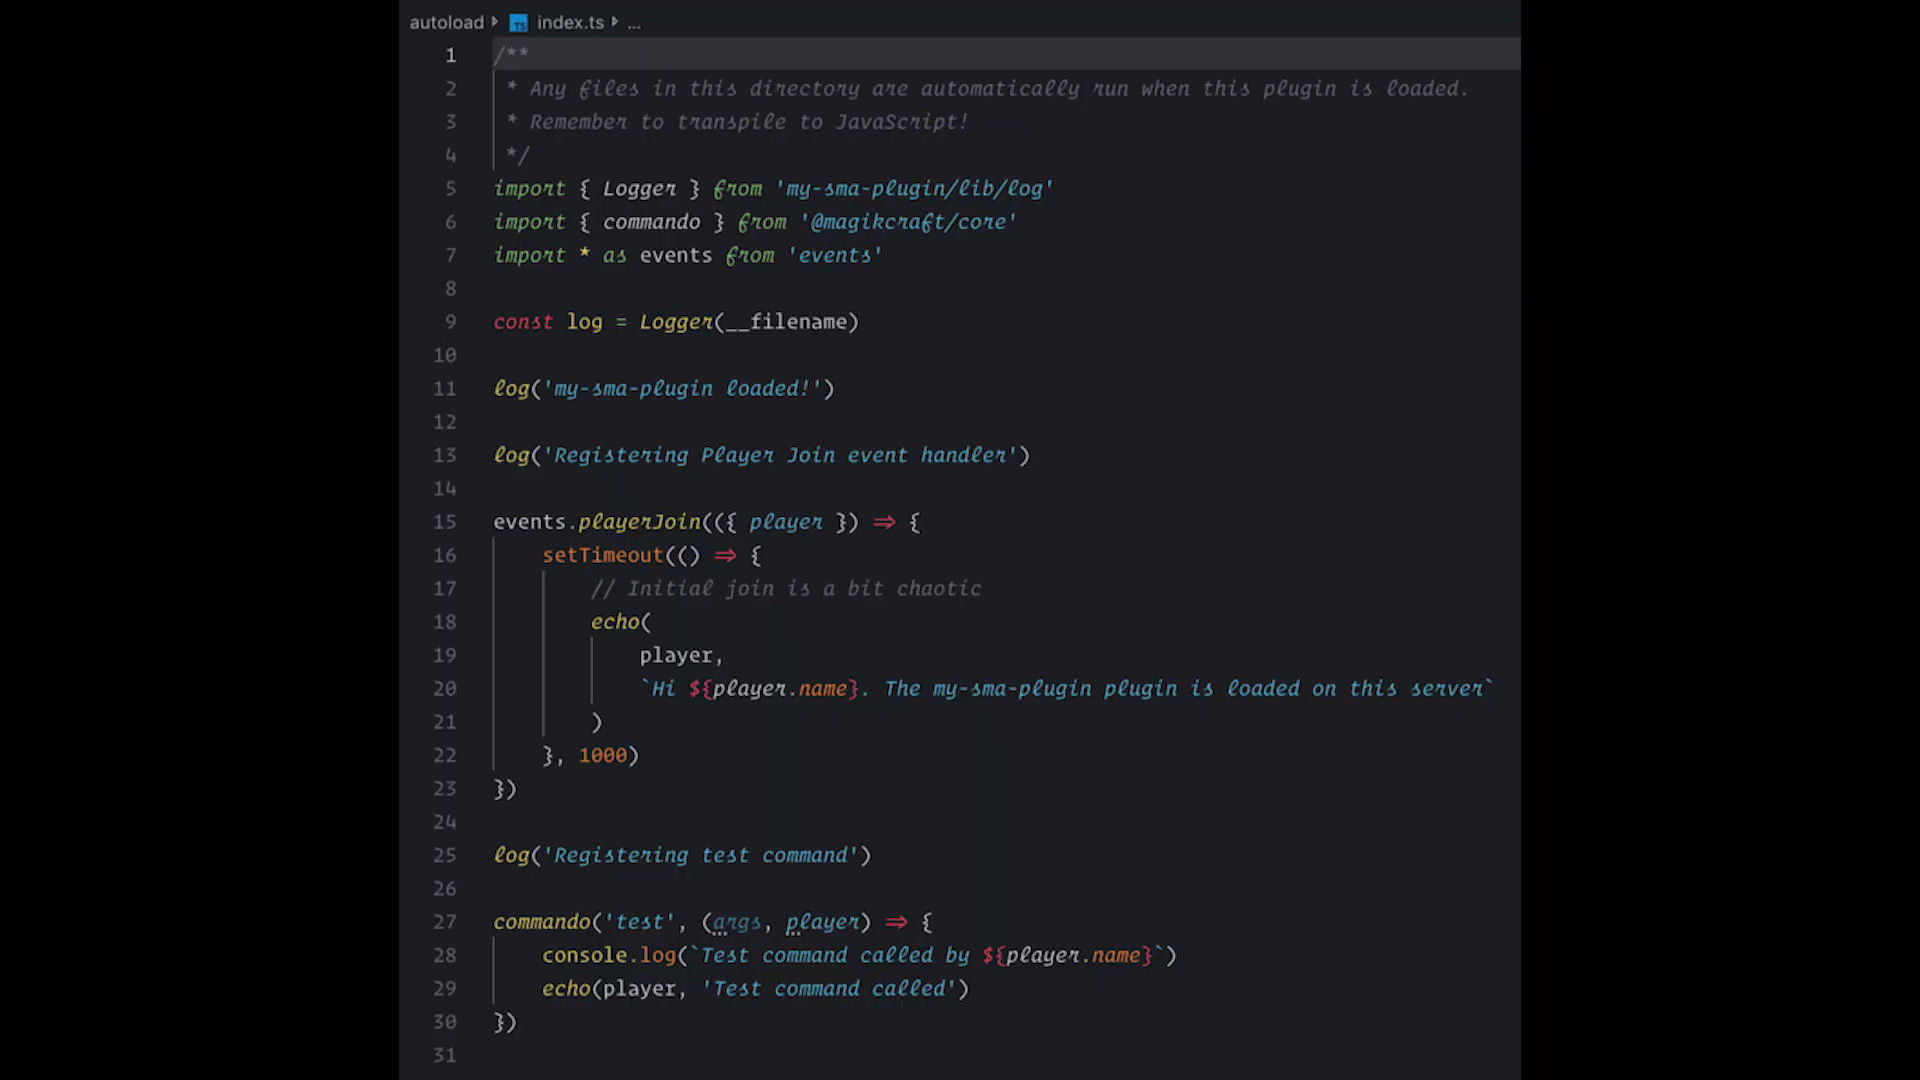 autoload index.ts ...
1 /**
2 * Any files in this directory are automatically run when this plugin is loaded.
3 * Remember to transpile to JavaScript!
4 */
5 import { Logger } from 'my-sma-plugin/lib/log'
6 import { commando } from '@magikcraft/core'
7 import * as events from 'events'
8
9 const log = Logger(__filename)
10
11 log('my-sma-plugin loaded!')
12
13 log('Registering Player Join event handler')
14
15 events.playerJoin(({ player }) => {
16 setTimeout(() => {
17 // Initial join is a bit chaotic
18 echo(
19 player,
20 `Hi ${player.name}. The my-sma-plugin plugin is loaded on this server`
21 )
22 }, 1000)
23 })
24
25 log('Registering test command')
26
27 commando('test', (args, player) => {
28 console.log(`Test command called by ${player.name}`)
29 echo(player, 'Test command called')
30 })
31